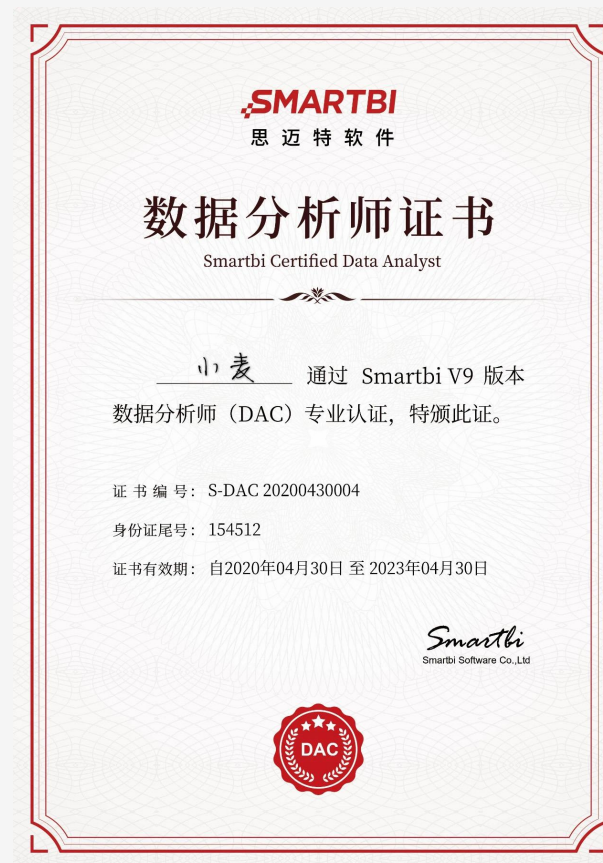 SMARTBI
思迈特软件
数据分析师证书
Smartbi Certified Data Analyst
小麦 通过 Smartbi V9 版本
数据分析师（DAC）专业认证，特颁此证。
证书编号： S-DAC 20200430004
身份证尾号： 154512
证书有效期： 自2020年04月30日 至 2023年04月30日
Smartbi
Smartbi Software Co.,Ltd
DAC